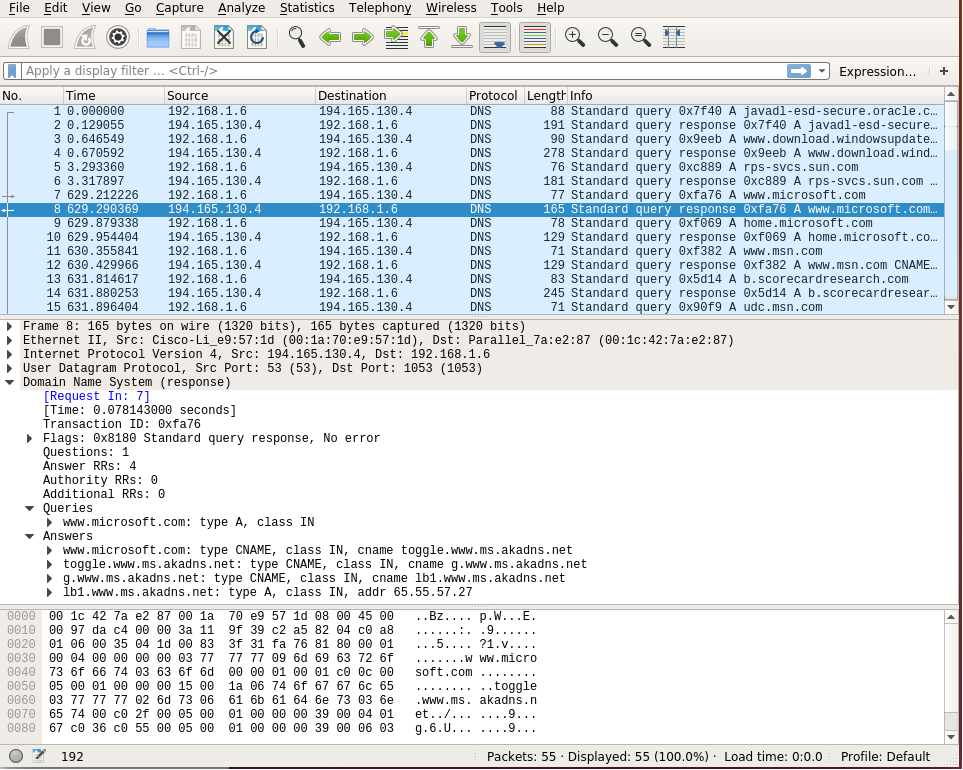 File Edit View Go Capture Analyze Statistics Telephony Wireless Tools Help
Apply a display filter ... <Ctrl-/> Expression... +
No. Time Source Destination Protocol Length Info
1 0.000000 192.168.1.6 194.165.130.4 DNS 88 Standard query 0x7f40 A javadl-esd-secure.oracle.c...
2 0.129055 194.165.130.4 192.168.1.6 DNS 191 Standard query response 0x7f40 A javadl-esd-secure...
3 0.646549 192.168.1.6 194.165.130.4 DNS 90 Standard query 0x9eeb A www.download.windowsupdate...
4 0.670592 194.165.130.4 192.168.1.6 DNS 278 Standard query response 0x9eeb A www.download.wind...
5 3.293360 192.168.1.6 194.165.130.4 DNS 76 Standard query 0xc889 A rps-svcs.sun.com
6 3.317897 194.165.130.4 192.168.1.6 DNS 181 Standard query response 0xc889 A rps-svcs.sun.com ...
7 629.212226 192.168.1.6 194.165.130.4 DNS 77 Standard query 0xfa76 A www.microsoft.com
8 629.290369 194.165.130.4 192.168.1.6 DNS 165 Standard query response 0xfa76 A www.microsoft.com...
9 629.879338 192.168.1.6 194.165.130.4 DNS 78 Standard query 0xf069 A home.microsoft.com
10 629.954404 194.165.130.4 192.168.1.6 DNS 129 Standard query response 0xf069 A home.microsoft.co...
11 630.355841 192.168.1.6 194.165.130.4 DNS 71 Standard query 0xf382 A www.msn.com
12 630.429966 194.165.130.4 192.168.1.6 DNS 129 Standard query response 0xf382 A www.msn.com CNAME...
13 631.814617 192.168.1.6 194.165.130.4 DNS 83 Standard query 0x5d14 A b.scorecardresearch.com
14 631.880253 194.165.130.4 192.168.1.6 DNS 245 Standard query response 0x5d14 A b.scorecardresear...
15 631.896404 192.168.1.6 194.165.130.4 DNS 71 Standard query 0x90f9 A udc.msn.com
Frame 8: 165 bytes on wire (1320 bits), 165 bytes captured (1320 bits)
Ethernet II, Src: Cisco-Li_e9:57:1d (00:1a:70:e9:57:1d), Dst: Parallel_7a:e2:87 (00:1c:42:7a:e2:87)
Internet Protocol Version 4, Src: 194.165.130.4, Dst: 192.168.1.6
User Datagram Protocol, Src Port: 53 (53), Dst Port: 1053 (1053)
Domain Name System (response)
[Request In: 7]
[Time: 0.078143000 seconds]
Transaction ID: 0xfa76
Flags: 0x8180 Standard query response, No error
Questions: 1
Answer RRs: 4
Authority RRs: 0
Additional RRs: 0
Queries
www.microsoft.com: type A, class IN
Answers
www.microsoft.com: type CNAME, class IN, cname toggle.www.ms.akadns.net
toggle.www.ms.akadns.net: type CNAME, class IN, cname g.www.ms.akadns.net
g.www.ms.akadns.net: type CNAME, class IN, cname lb1.www.ms.akadns.net
lb1.www.ms.akadns.net: type A, class IN, addr 65.55.57.27
0000 00 1c 42 7a e2 87 00 1a 70 e9 57 1d 08 00 45 00 ..Bz.... p.W...E.
0010 00 97 da c4 00 00 3a 11 9f 39 c2 a5 82 04 c0 a8 ......:. .9......
0020 01 06 00 35 04 1d 00 83 3f 31 fa 76 81 80 00 01 ...5.... ?1.v....
0030 00 04 00 00 00 00 03 77 77 77 09 6d 69 63 72 6f .......w ww.micro
0040 73 6f 66 74 03 63 6f 6d 00 00 01 00 01 c0 0c 00 soft.com ........
0050 05 00 01 00 00 00 15 00 1a 06 74 6f 67 67 6c 65 ........ ..toggle
0060 03 77 77 77 02 6d 73 06 61 6b 61 64 6e 73 03 6e .www.ms. akadns.n
0070 65 74 00 c0 2f 00 05 00 01 00 00 00 39 00 04 01 et../... ....9...
0080 67 c0 36 c0 55 00 05 00 01 00 00 00 39 00 06 03 g.6.U... ....9...
192 Packets: 55 · Displayed: 55 (100.0%) · Load time: 0:0.0 Profile: Default